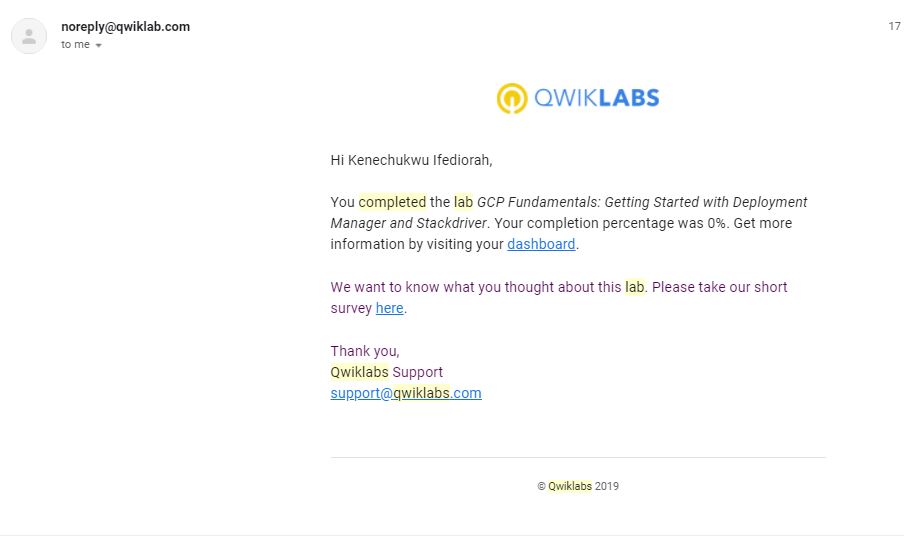 noreply@qwiklab.com
17
to me
QWIKLABS
Hi Kenechukwu Ifediorah,
You completed the lab GCP Fundamentals: Getting Started with Deployment
Manager and Stackdriver. Your completion percentage was 0%. Get more
information by visiting your dashboard.
We want to know what you thought about this lab. Please take our short
survey here.
Thank you,
Qwiklabs Support
support@qwiklabs.com
© Qwiklabs 2019